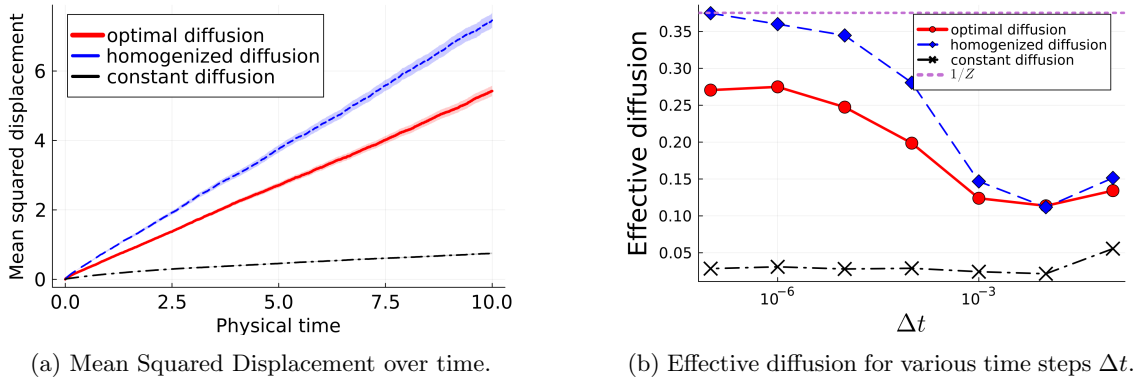 Mean squared displacement
6
4
2
0
optimal diffusion
homogenized diffusion
constant diffusion
0.0
2.5
5.0
7.5
10.0
Physical time
(a) Mean Squared Displacement over time.
Effective diffusion
0.35
0.30
0.25
0.20
0.15
0.10
0.05
optimal diffusion
homogenized diffusion
constant diffusion
1/Z
10⁻⁶
10⁻³
Δt
(b) Effective diffusion for various time steps Δt.